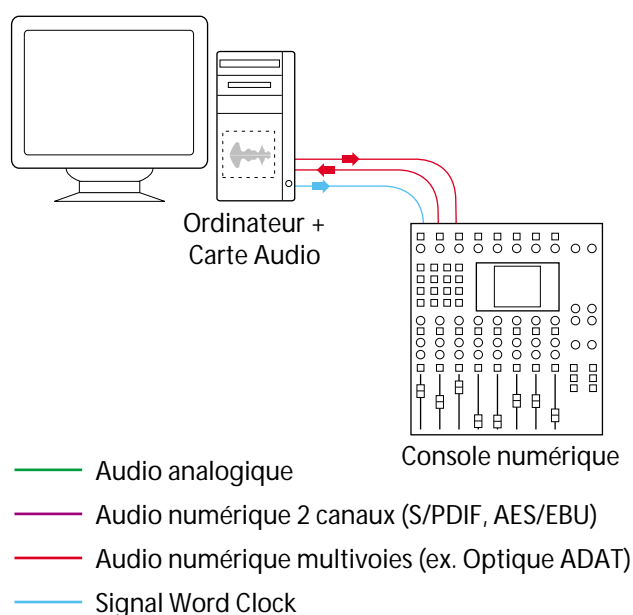 Ordinateur +
Carte Audio
Console numérique
Audio analogique
Audio numérique 2 canaux (S/PDIF, AES/EBU)
Audio numérique multivoies (ex. Optique ADAT)
Signal Word Clock